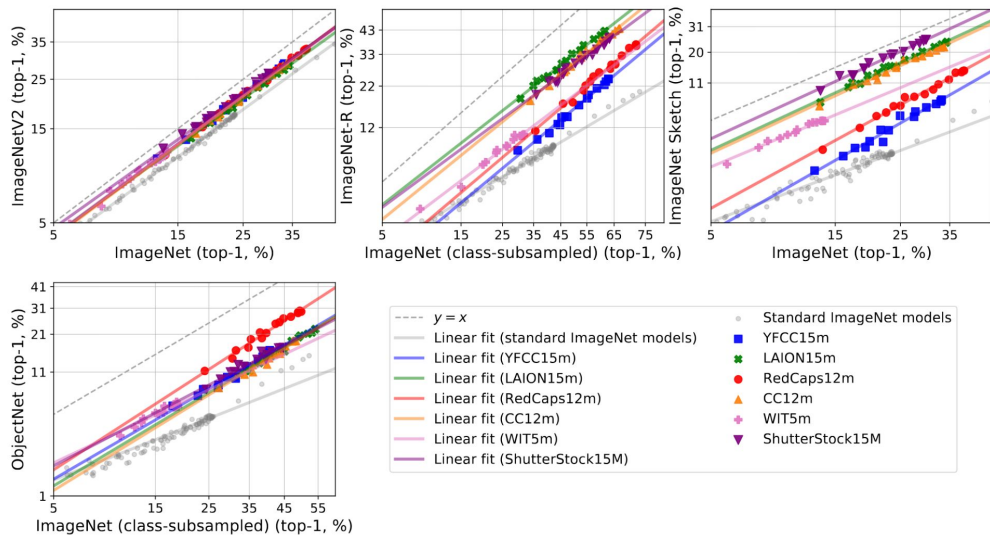 ImageNetV2 (top-1, %)
35
25
15
5
5
15
25
35
ImageNet (top-1, %)
ImageNet-R (top-1, %)
43
33
22
12
5
15
25
35
45
55
65
75
ImageNet (class-subsampled) (top-1, %)
ImageNet Sketch (top-1, %)
31
20
11
5
15
25
35
ImageNet (top-1, %)
ObjectNet (top-1, %)
41
31
21
11
1
5
15
25
35
45
55
ImageNet (class-subsampled) (top-1, %)
y = x
Linear fit (standard ImageNet models)
Linear fit (YFCC15m)
Linear fit (LAION15m)
Linear fit (RedCaps12m)
Linear fit (CC12m)
Linear fit (WIT5m)
Linear fit (ShutterStock15M)
Standard ImageNet models
YFCC15m
LAION15m
RedCaps12m
CC12m
WIT5m
ShutterStock15M